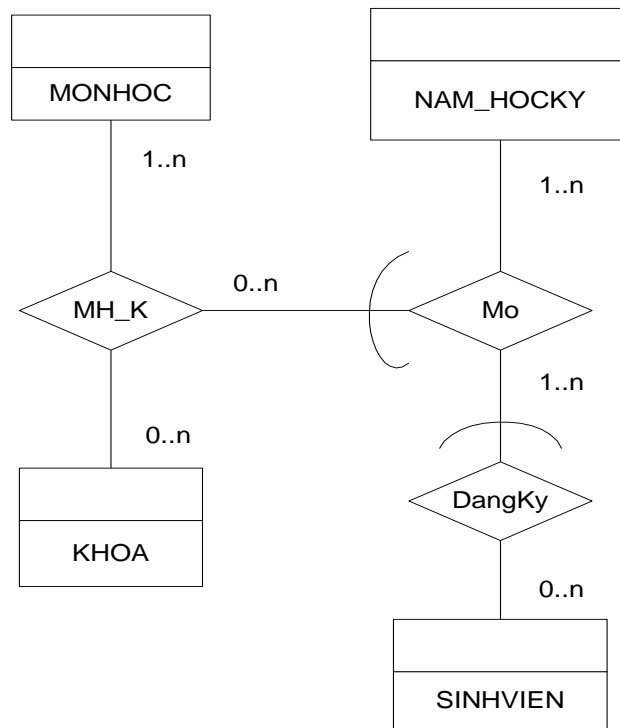 MONHOC
NAM_HOCKY
1..n
1..n
0..n
MH_K
Mo
1..n
0..n
DangKy
KHOA
0..n
SINHVIEN